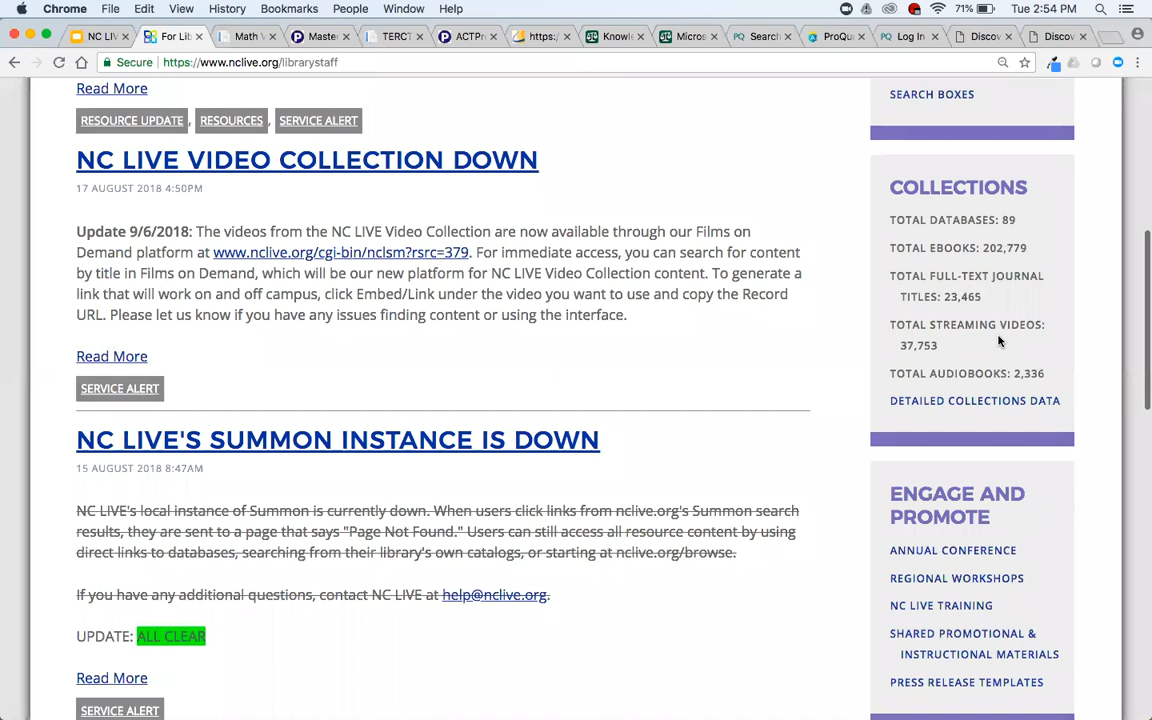 Chrome File Edit View History Bookmarks People Window Help 71% Tue 2:54 PM
NC LIV For Lib Math V Master TERCT ACTPr https: Knowle Micros Search ProQu Log In Discov Discov
Secure https://www.nclive.org/librarystaff
Read More
RESOURCE UPDATE , RESOURCES , SERVICE ALERT
NC LIVE VIDEO COLLECTION DOWN
17 AUGUST 2018 4:50PM
Update 9/6/2018: The videos from the NC LIVE Video Collection are now available through our Films on
Demand platform at www.nclive.org/cgi-bin/nclsm?rsrc=379. For immediate access, you can search for content
by title in Films on Demand, which will be our new platform for NC LIVE Video Collection content. To generate a
link that will work on and off campus, click Embed/Link under the video you want to use and copy the Record
URL. Please let us know if you have any issues finding content or using the interface.
Read More
SERVICE ALERT
NC LIVE'S SUMMON INSTANCE IS DOWN
15 AUGUST 2018 8:47AM
NC LIVE's local instance of Summon is currently down. When users click links from nclive.org's Summon search
results, they are sent to a page that says "Page Not Found." Users can still access all resource content by using
direct links to databases, searching from their library's own catalogs, or starting at nclive.org/browse.
If you have any additional questions, contact NC LIVE at help@nclive.org.
UPDATE: ALL CLEAR
Read More
SERVICE ALERT
SEARCH BOXES
COLLECTIONS
TOTAL DATABASES: 89
TOTAL EBOOKS: 202,779
TOTAL FULL-TEXT JOURNAL
TITLES: 23,465
TOTAL STREAMING VIDEOS:
37,753
TOTAL AUDIOBOOKS: 2,336
DETAILED COLLECTIONS DATA
ENGAGE AND
PROMOTE
ANNUAL CONFERENCE
REGIONAL WORKSHOPS
NC LIVE TRAINING
SHARED PROMOTIONAL &
INSTRUCTIONAL MATERIALS
PRESS RELEASE TEMPLATES